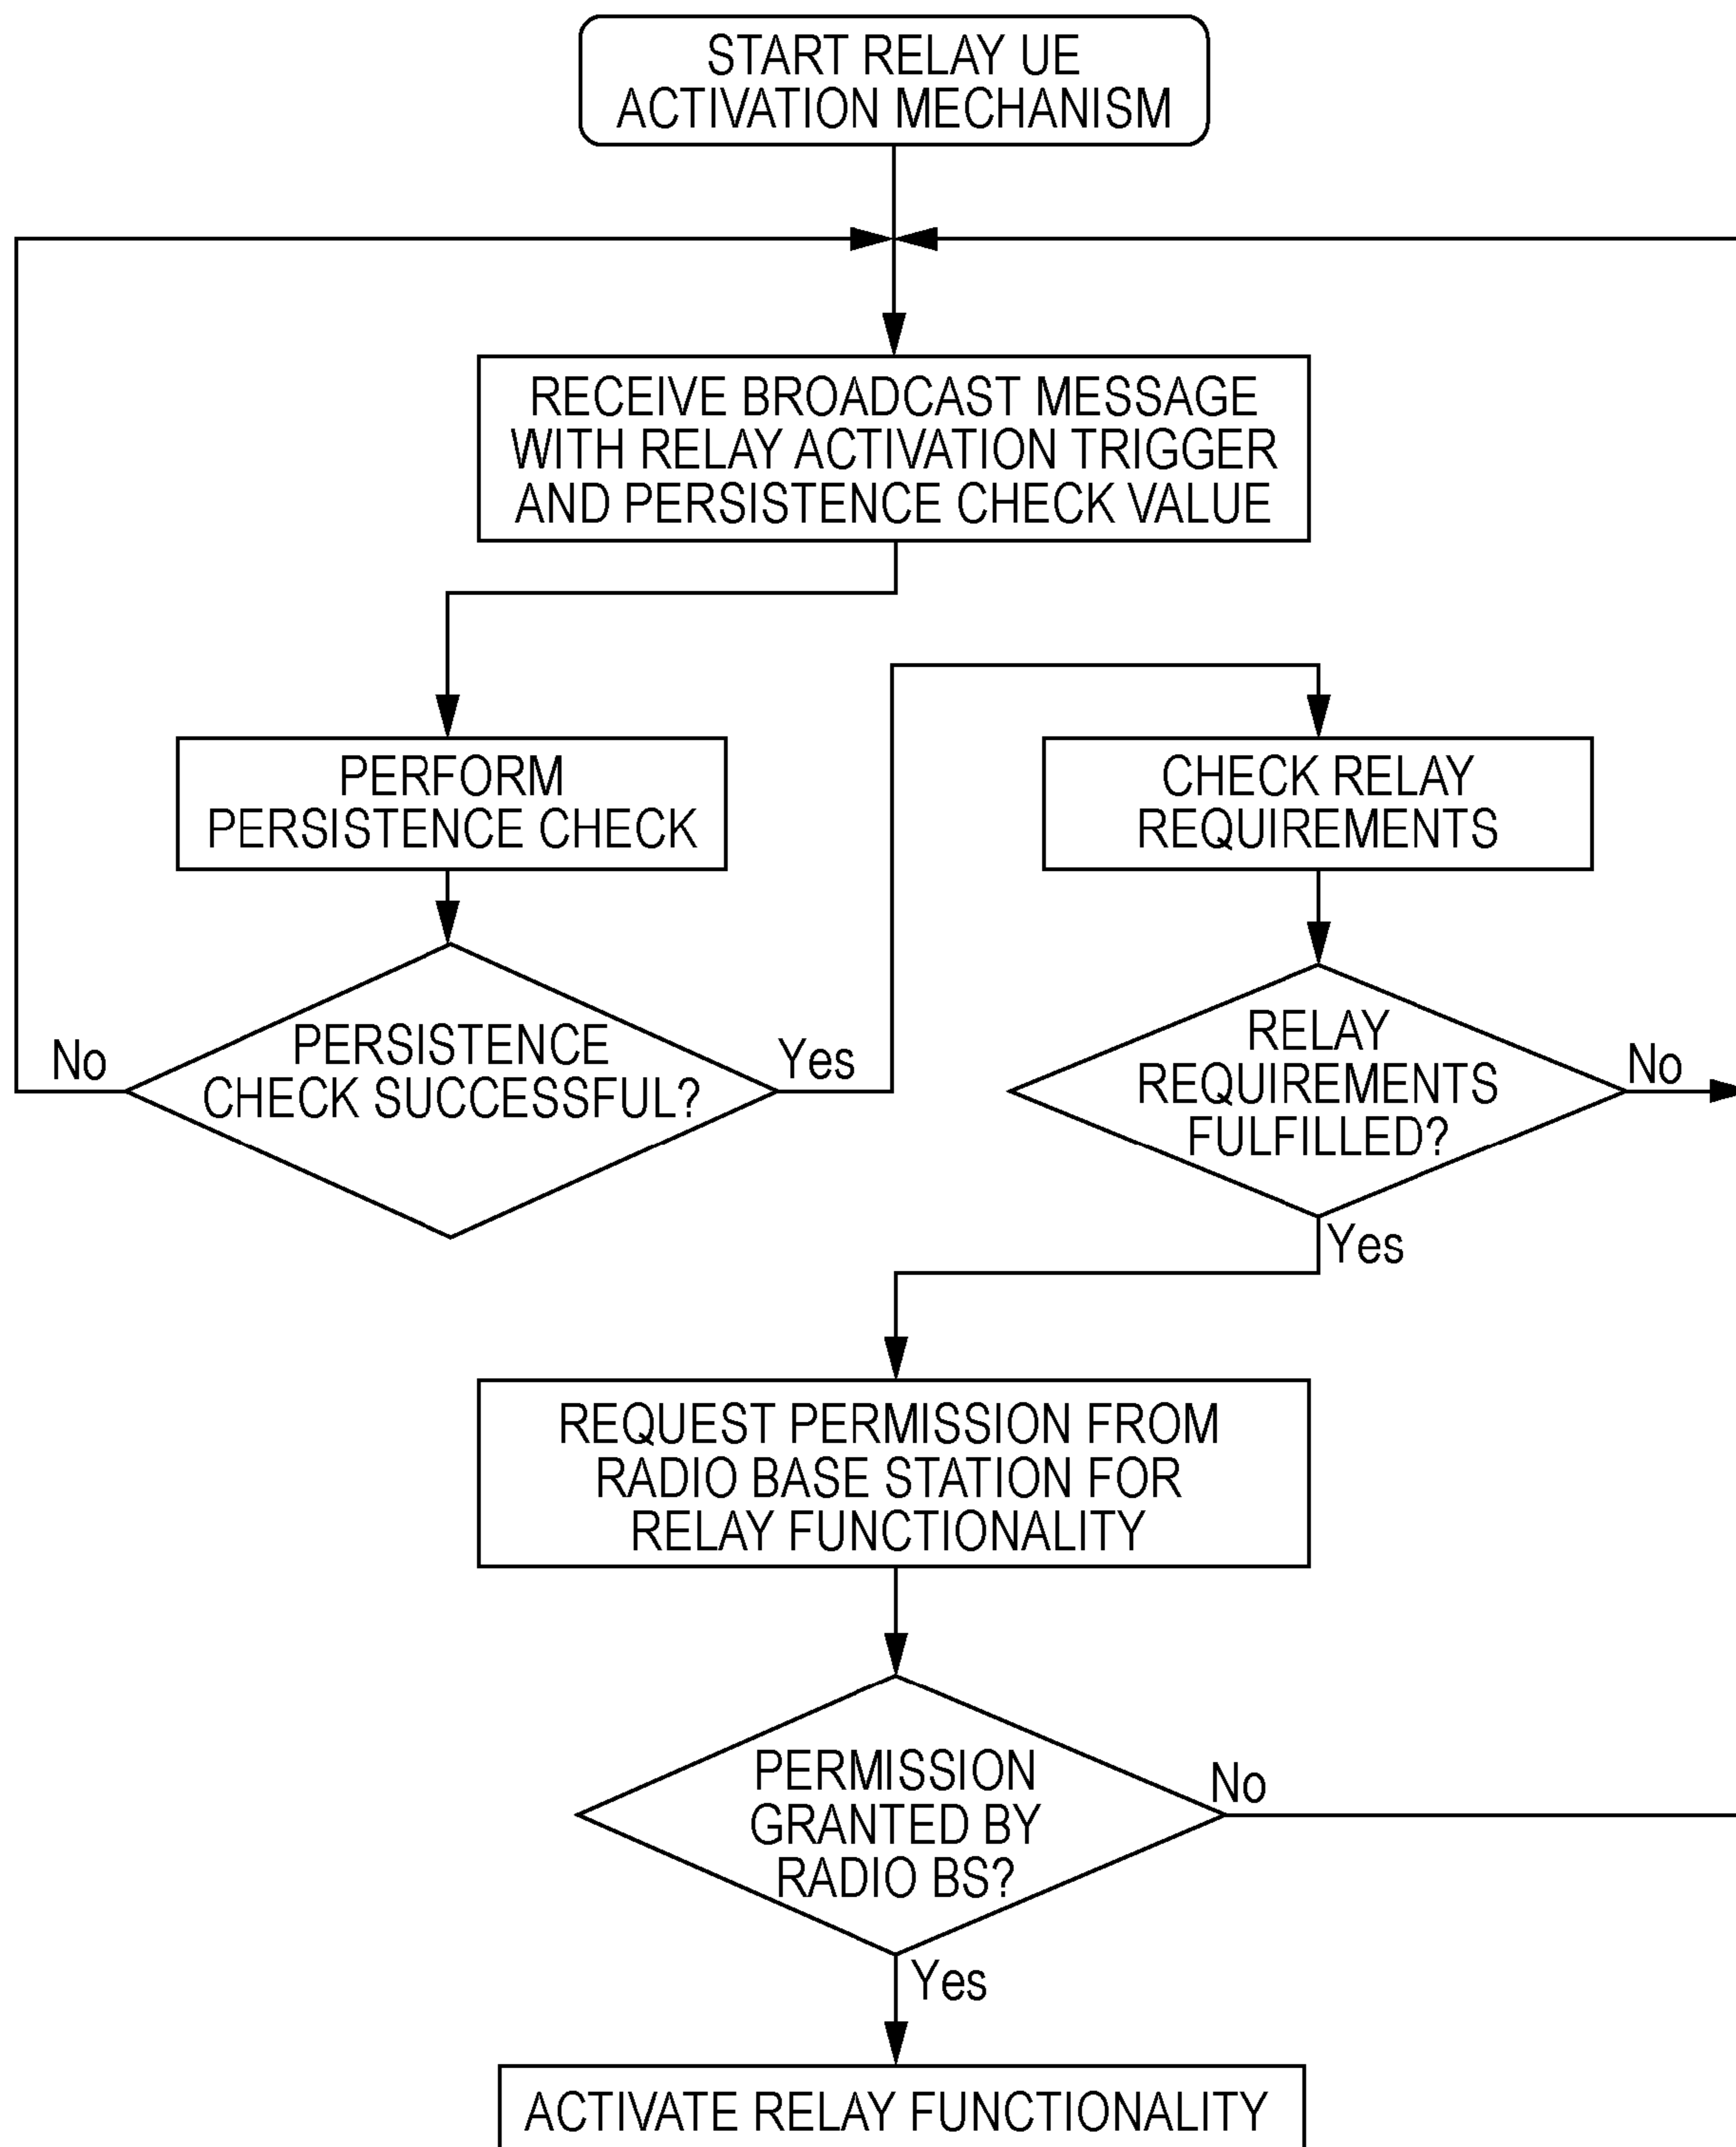 START RELAY UE
ACTIVATION MECHANISM
RECEIVE BROADCAST MESSAGE
WITH RELAY ACTIVATION TRIGGER
AND PERSISTENCE CHECK VALUE
PERFORM
PERSISTENCE CHECK
CHECK RELAY
REQUIREMENTS
No
PERSISTENCE
CHECK SUCCESSFUL?
Yes
RELAY
REQUIREMENTS
FULFILLED?
No
Yes
REQUEST PERMISSION FROM
RADIO BASE STATION FOR
RELAY FUNCTIONALITY
PERMISSION
GRANTED BY
RADIO BS?
No
Yes
ACTIVATE RELAY FUNCTIONALITY